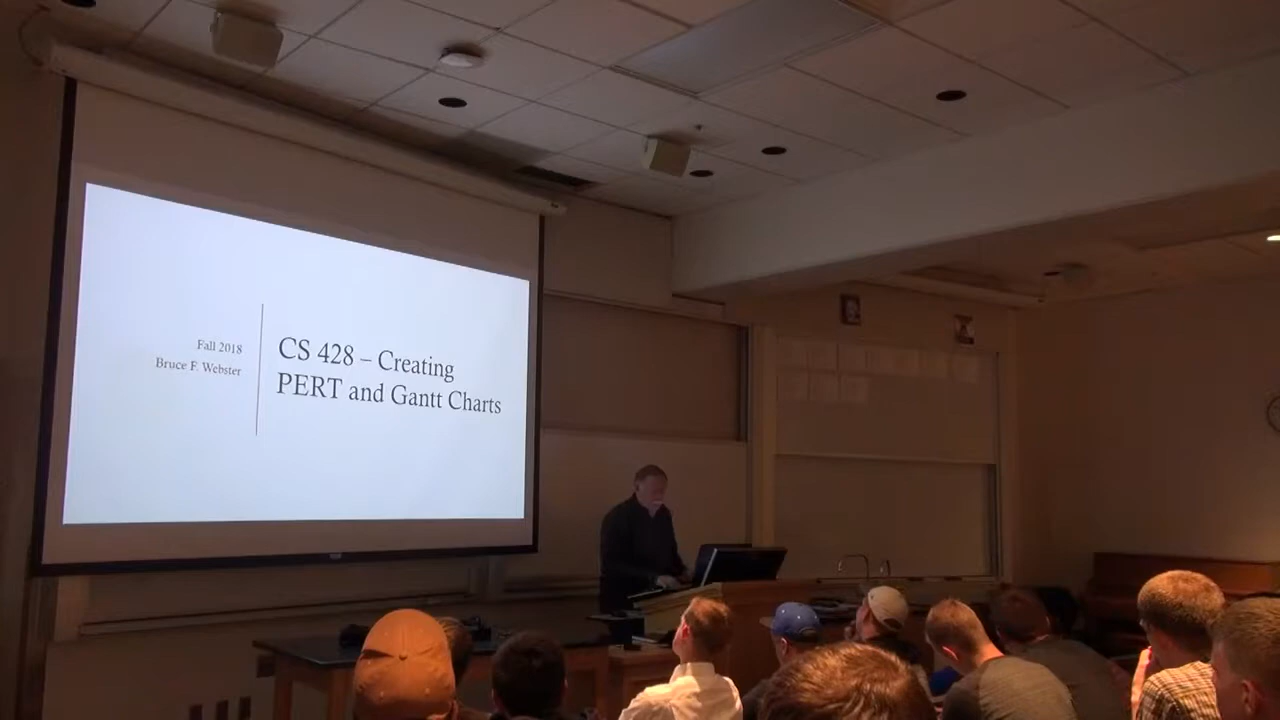 Fall 2018
Bruce F. Webster
CS 428 – Creating
PERT and Gantt Charts